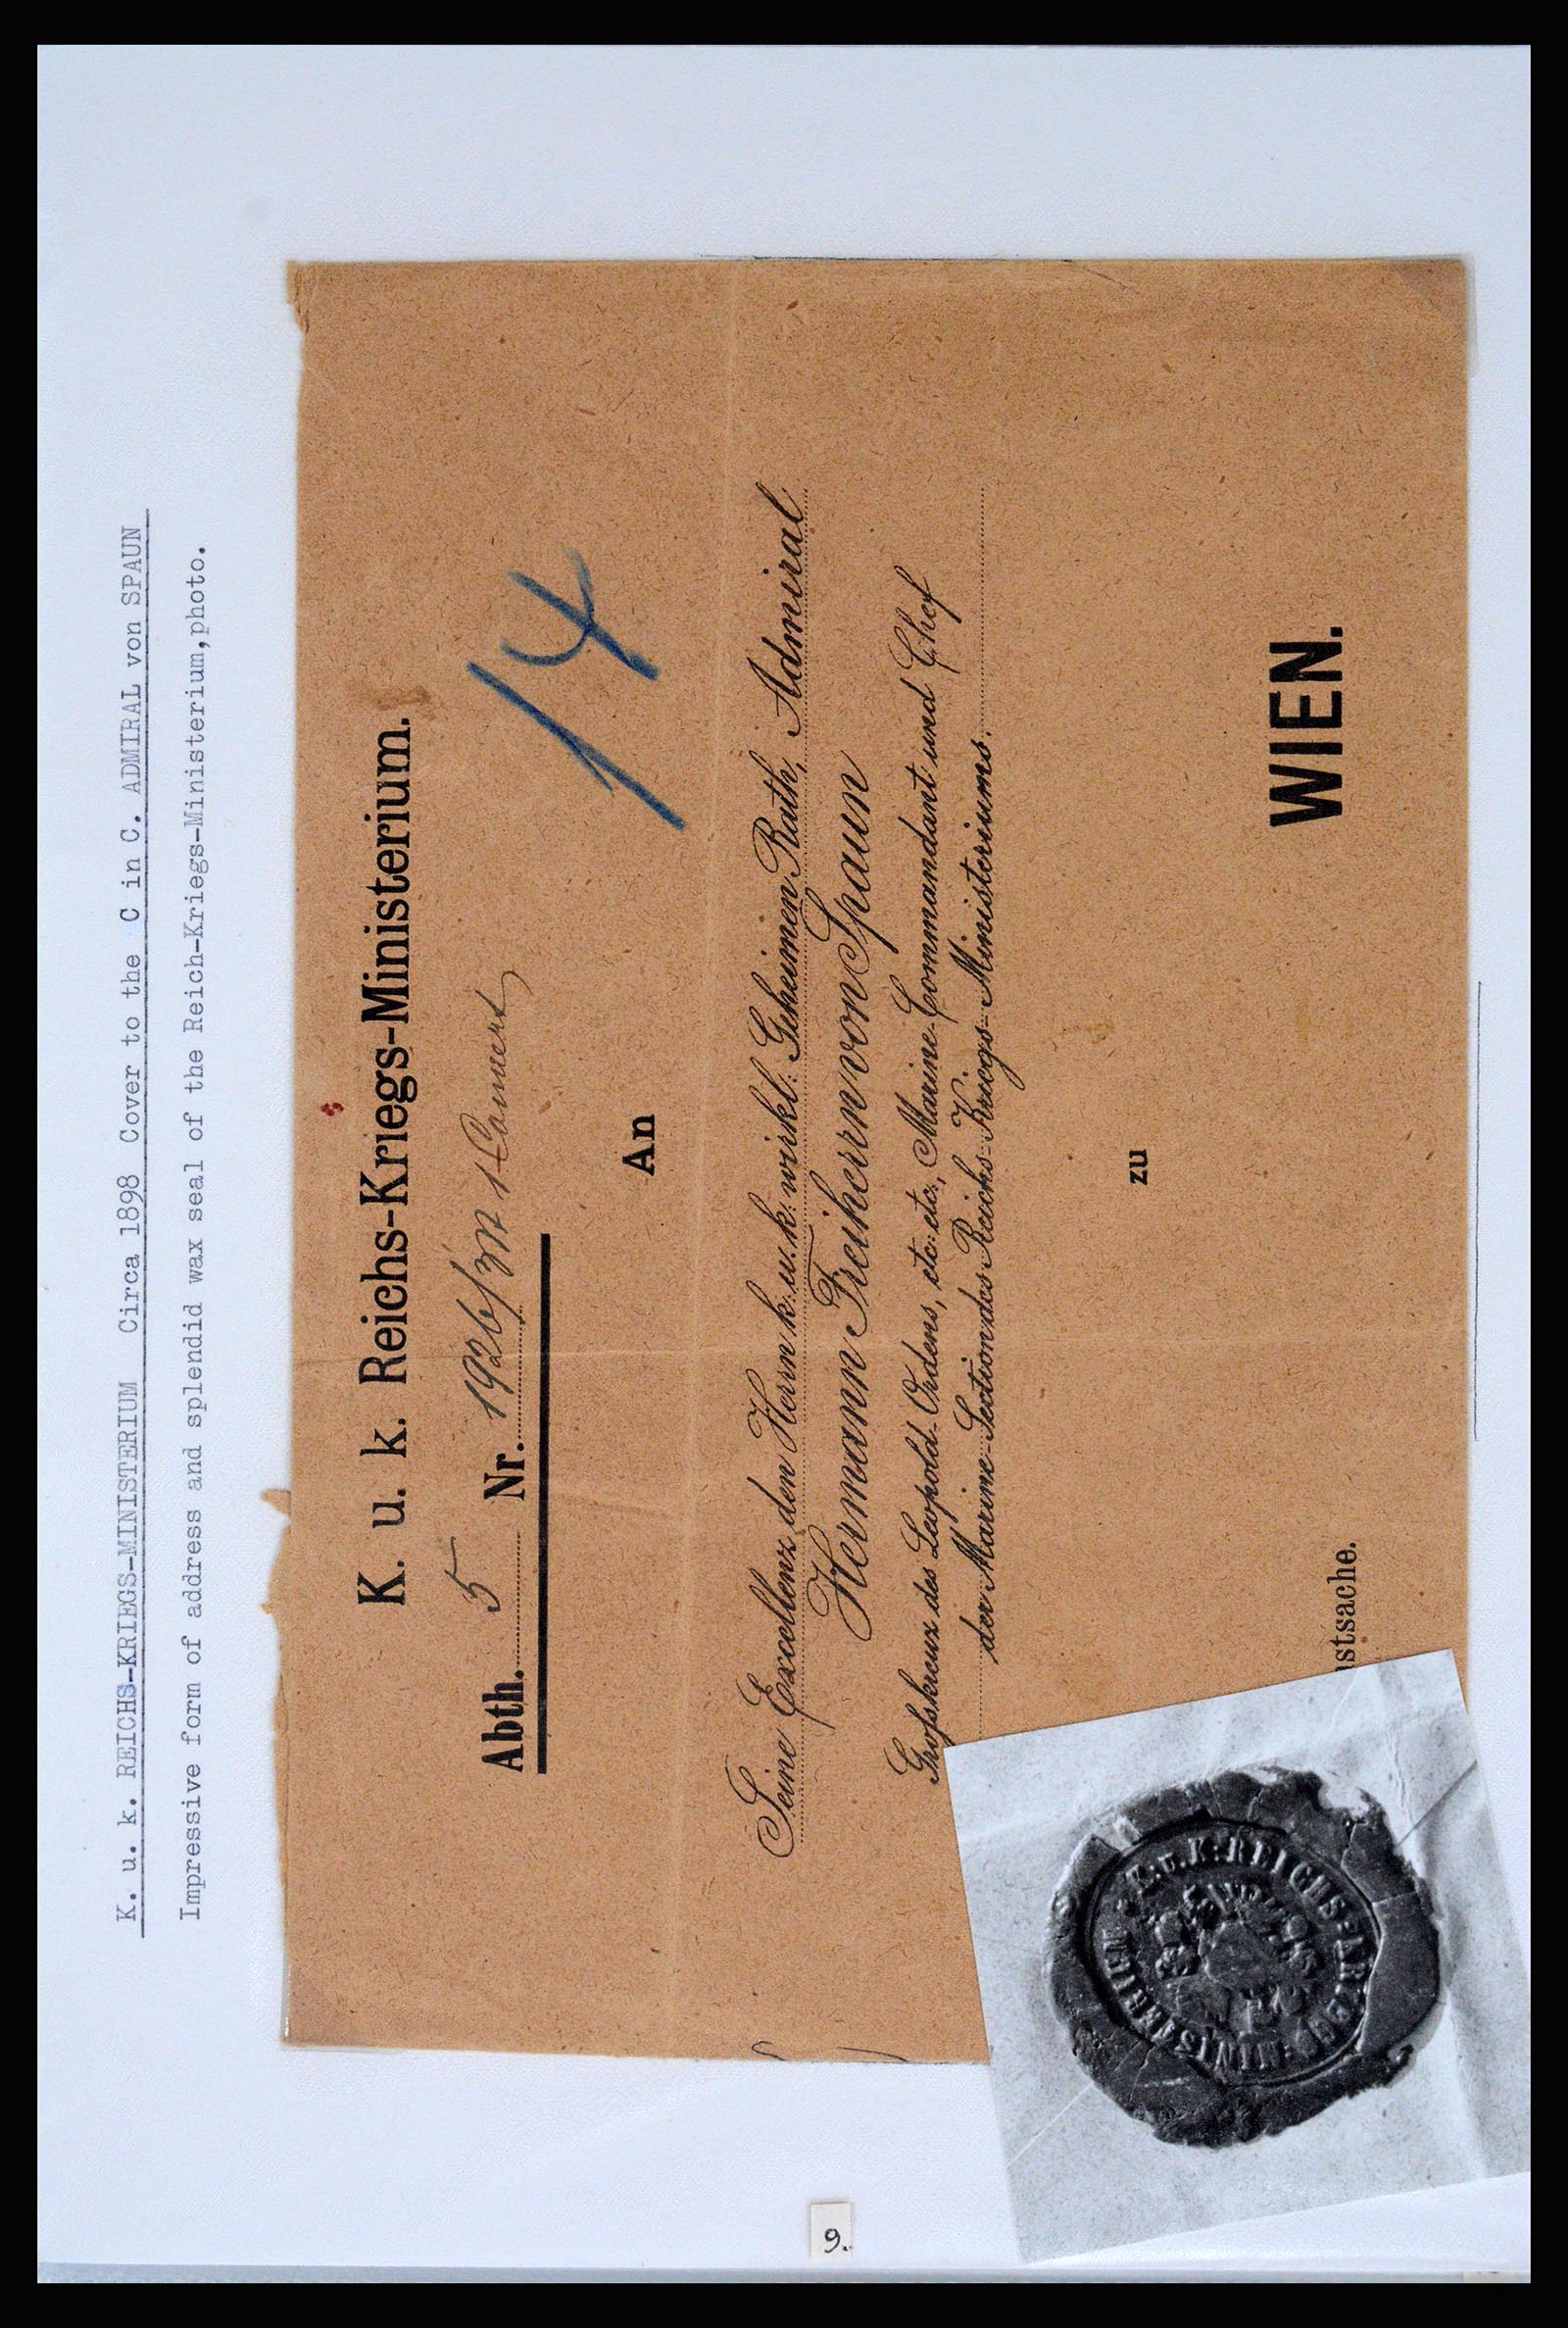 K. u. k. REICHS-KRIEGS-MINISTERIUM Circa 1898 Cover to the C in C. ADMIRAL von SPAUN
Impressive form of address and splendid wax seal of the Reich-Kriegs-Ministerium,photo.
K. u. k. Reichs-Kriegs-Ministerium.
Abth. 5 Nr. 1926/
14
An
Seine Excellenz den Herrn k. u. k. wirkl. Geheimen Rath, Admiral
Hermann Freiherrn von Spaun
Großkreuz des Leopold-Ordens, etc. etc., Marine-Commandant und Chef
der Marine-Section des Reichs-Kriegs-Ministeriums.
zu
WIEN.
stsache.
K:u.K:REICHS-
MINISTERIUM
9.